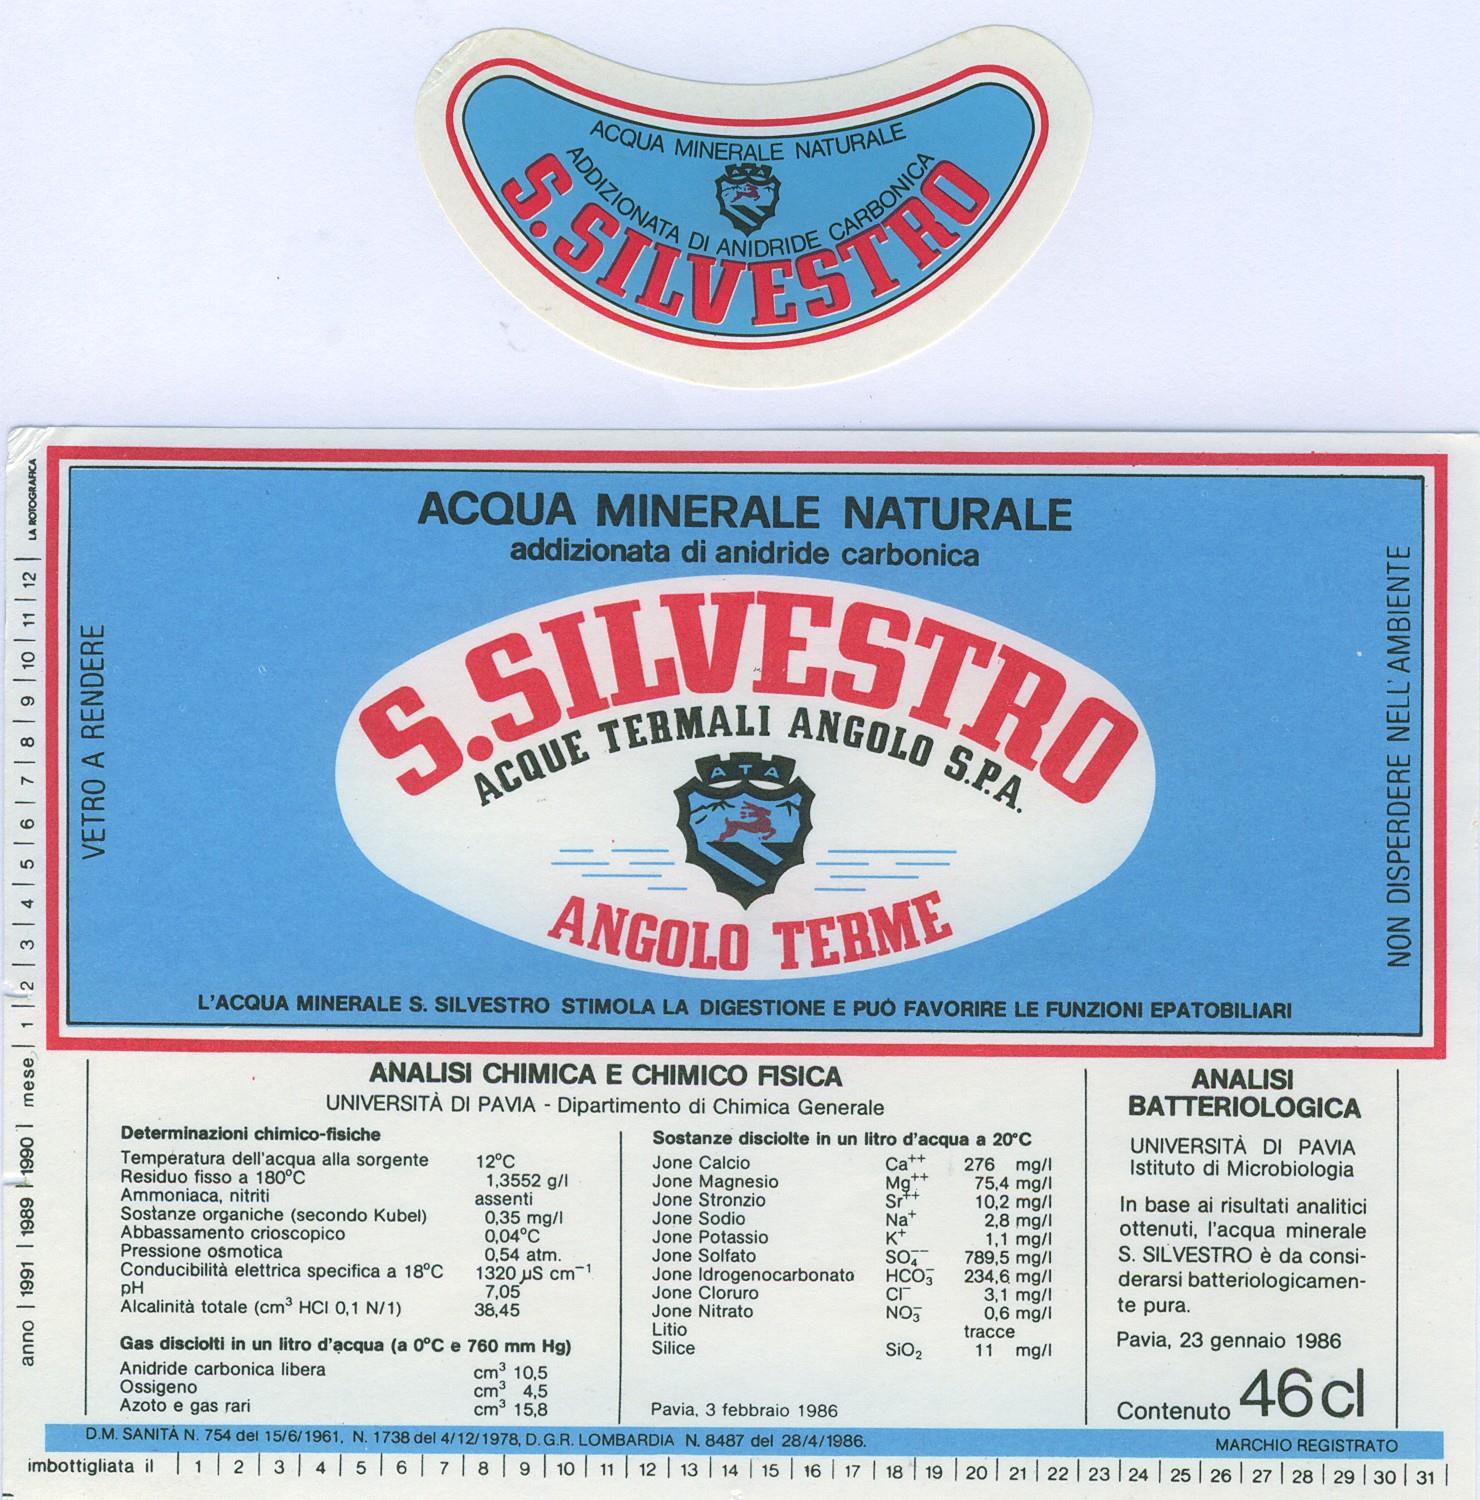 ACQUA MINERALE NATURALE
ATA
ADDIZIONATA DI ANIDRIDE CARBONICA
S. SILVESTRO
LA ROTOGRAFICA
ACQUA MINERALE NATURALE
addizionata di anidride carbonica
S. SILVESTRO
ACQUE TERMALI ANGOLO S.P.A.
ATA
ANGOLO TERME
VETRO A RENDERE
NON DISPERDERE NELL'AMBIENTE
L'ACQUA MINERALE S. SILVESTRO STIMOLA LA DIGESTIONE E PUÓ FAVORIRE LE FUNZIONI EPATOBILIARI
anno | 1991 | 1989 | 1990 | mese | 1 | 2 | 3 | 4 | 5 | 6 | 7 | 8 | 9 | 10 | 11 | 12 |
ANALISI CHIMICA E CHIMICO FISICA
UNIVERSITÀ DI PAVIA - Dipartimento di Chimica Generale
Determinazioni chimico-fisiche
Temperatura dell'acqua alla sorgente 12°C
Residuo fisso a 180°C 1,3552 g/l
Ammoniaca, nitriti assenti
Sostanze organiche (secondo Kubel) 0,35 mg/l
Abbassamento crioscopico 0,04°C
Pressione osmotica 0,54 atm.
Conducibilità elettrica specifica a 18°C 1320 µS cm⁻¹
pH 7,05
Alcalinità totale (cm³ HCl 0,1 N/1) 38,45
Gas disciolti in un litro d'acqua (a 0°C e 760 mm Hg)
Anidride carbonica libera cm³ 10,5
Ossigeno cm³ 4,5
Azoto e gas rari cm³ 15,8
Sostanze disciolte in un litro d'acqua a 20°C
Jone Calcio Ca⁺⁺ 276 mg/l
Jone Magnesio Mg⁺⁺ 75,4 mg/l
Jone Stronzio Sr⁺⁺ 10,2 mg/l
Jone Sodio Na⁺ 2,8 mg/l
Jone Potassio K⁺ 1,1 mg/l
Jone Solfato SO₄⁻⁻ 789,5 mg/l
Jone Idrogenocarbonato HCO₃⁻ 234,6 mg/l
Jone Cloruro Cl⁻ 3,1 mg/l
Jone Nitrato NO₃⁻ 0,6 mg/l
Litio tracce
Silice SiO₂ 11 mg/l
Pavia, 3 febbraio 1986
ANALISI
BATTERIOLOGICA
UNIVERSITÀ DI PAVIA
Istituto di Microbiologia
In base ai risultati analitici
ottenuti, l'acqua minerale
S. SILVESTRO è da consi-
derarsi batteriologicamen-
te pura.
Pavia, 23 gennaio 1986
Contenuto 46 cl
D.M. SANITÀ N. 754 del 15/6/1961, N. 1738 del 4/12/1978, D.G.R. LOMBARDIA N. 8487 del 28/4/1986.
MARCHIO REGISTRATO
imbottigliata il | 1 | 2 | 3 | 4 | 5 | 6 | 7 | 8 | 9 | 10 | 11 | 12 | 13 | 14 | 15 | 16 | 17 | 18 | 19 | 20 | 21 | 22 | 23 | 24 | 25 | 26 | 27 | 28 | 29 | 30 | 31 |